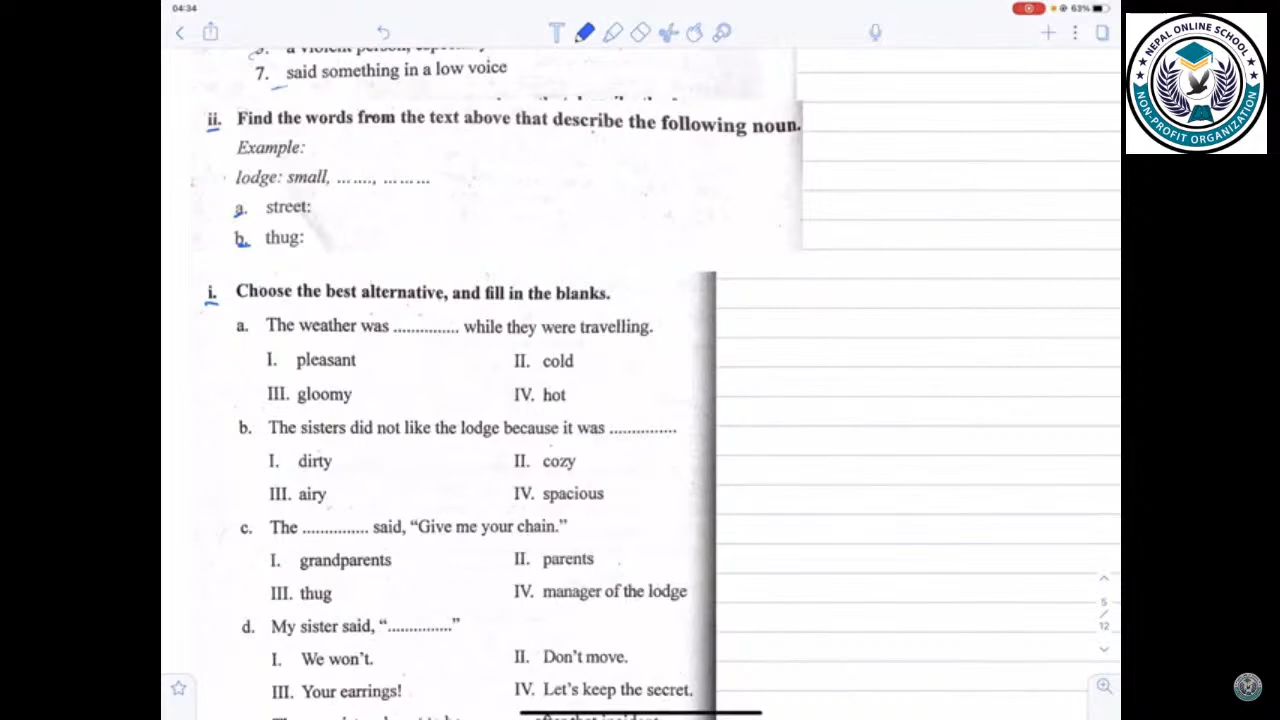 04:34
63%
7. said something in a low voice
ii. Find the words from the text above that describe the following noun.
Example:
lodge: small, ......., ... ... ...
a. street:
b. thug:
i. Choose the best alternative, and fill in the blanks.
a. The weather was ............... while they were travelling.
I. pleasant II. cold
III. gloomy IV. hot
b. The sisters did not like the lodge because it was ...............
I. dirty II. cozy
III. airy IV. spacious
c. The ............... said, “Give me your chain.”
I. grandparents II. parents
III. thug IV. manager of the lodge
d. My sister said, “...............”
I. We won’t. II. Don’t move.
III. Your earrings! IV. Let’s keep the secret.
5
/
12
NEPAL ONLINE SCHOOL
NON-PROFIT ORGANIZATION